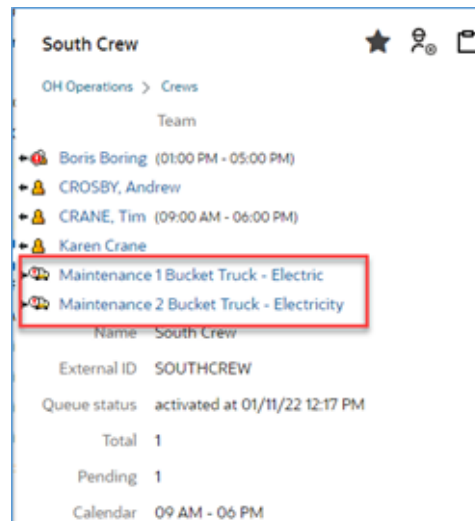 South Crew
OH Operations > Crews
Team
Boris Boring (01:00 PM - 05:00 PM)
CROSBY, Andrew
CRANE, Tim (09:00 AM - 06:00 PM)
Karen Crane
Maintenance 1 Bucket Truck - Electric
Maintenance 2 Bucket Truck - Electricity
Name South Crew
External ID SOUTHCREW
Queue status activated at 01/11/22 12:17 PM
Total 1
Pending 1
Calendar 09 AM - 06 PM